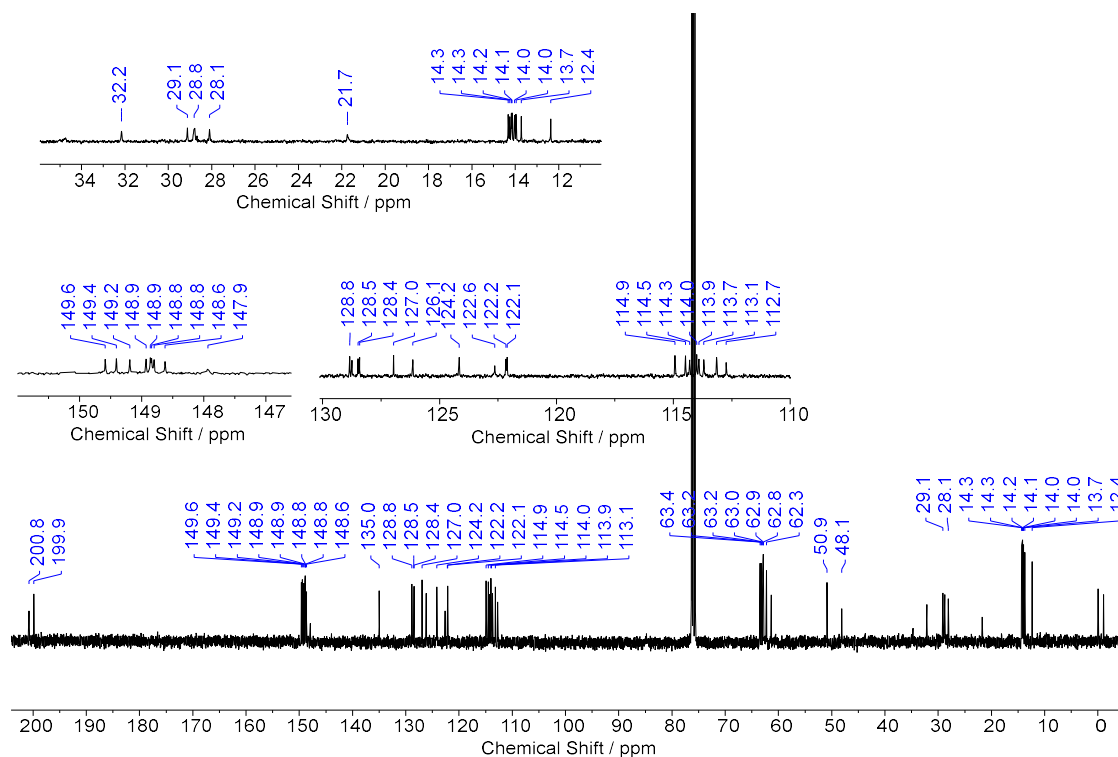 32.2 29.1 28.8 28.1 21.7 14.3 14.3 14.2 14.1 14.0 14.0 13.7 12.4
34 32 30 28 26 24 22 20 18 16 14 12
Chemical Shift / ppm
149.6 149.4 149.2 148.9 148.9 148.8 148.8 148.6 147.9
150 149 148 147
Chemical Shift / ppm
128.8 128.5 128.4 127.0 126.1 124.2 122.6 122.2 122.1 114.9 114.5 114.3 114.0 113.9 113.7 113.1 112.7
130 125 120 115 110
Chemical Shift / ppm
200.8 199.9 149.6 149.4 149.2 148.9 148.9 148.8 148.8 148.6 135.0 128.8 128.5 128.4 127.0 124.2 122.2 122.1 114.9 114.5 114.0 113.9 113.1 63.4 63.2 63.2 63.0 62.9 62.8 62.3 50.9 48.1 29.1 28.1 14.3 14.3 14.2 14.1 14.0 14.0 13.7 12.4
200 190 180 170 160 150 140 130 120 110 100 90 80 70 60 50 40 30 20 10 0
Chemical Shift / ppm